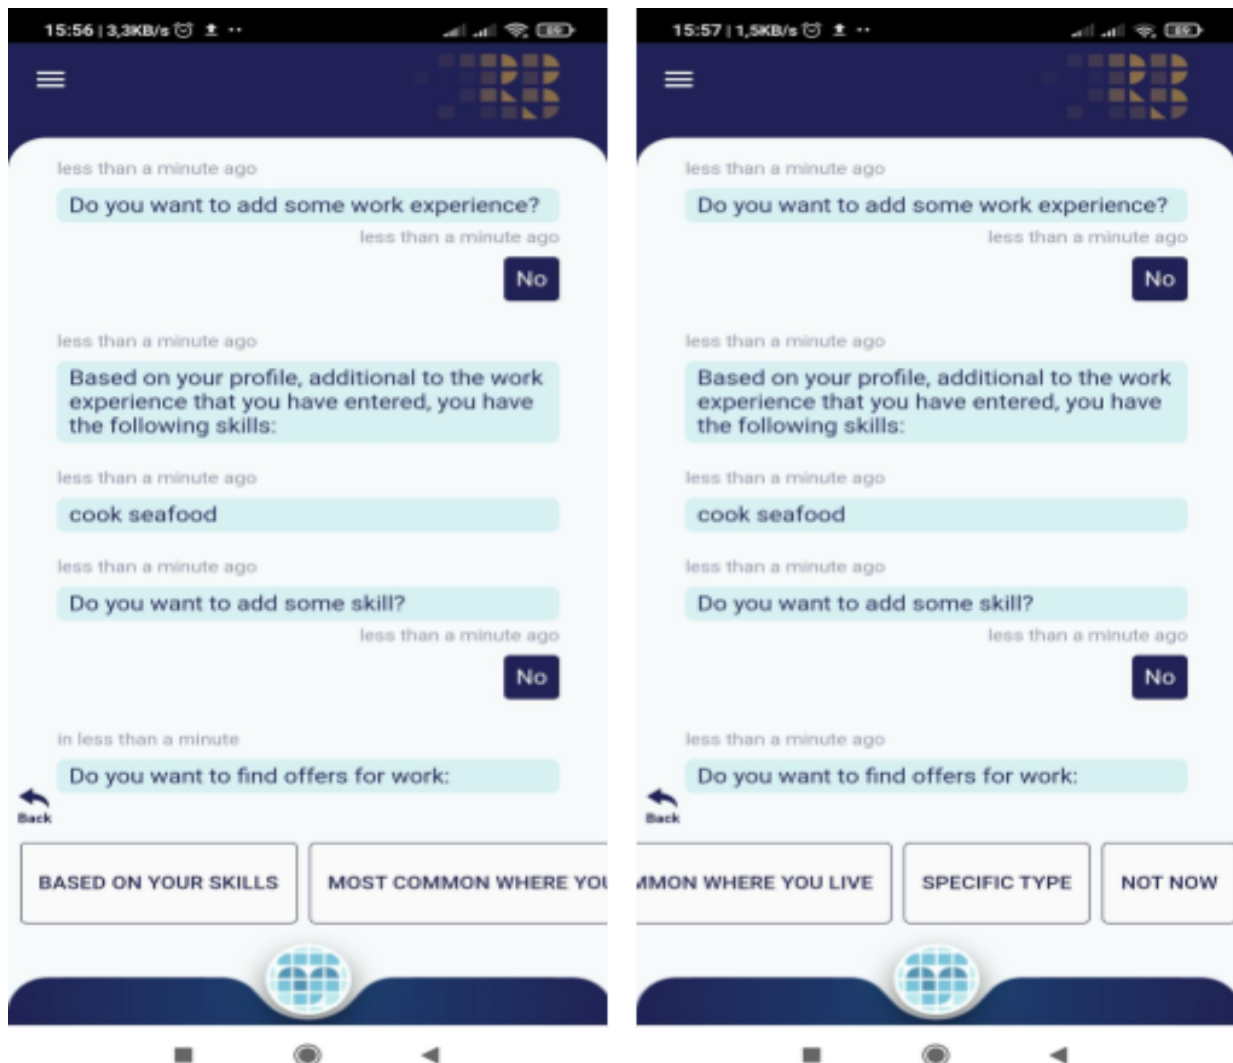 15:56 | 3,3KB/s
89
less than a minute ago
Do you want to add some work experience?
less than a minute ago
No
less than a minute ago
Based on your profile, additional to the work
experience that you have entered, you have
the following skills:
less than a minute ago
cook seafood
less than a minute ago
Do you want to add some skill?
less than a minute ago
No
in less than a minute
Do you want to find offers for work:
Back
BASED ON YOUR SKILLS
MOST COMMON WHERE YOU
15:57 | 1,5KB/s
89
less than a minute ago
Do you want to add some work experience?
less than a minute ago
No
less than a minute ago
Based on your profile, additional to the work
experience that you have entered, you have
the following skills:
less than a minute ago
cook seafood
less than a minute ago
Do you want to add some skill?
less than a minute ago
No
less than a minute ago
Do you want to find offers for work:
Back
MMON WHERE YOU LIVE
SPECIFIC TYPE
NOT NOW